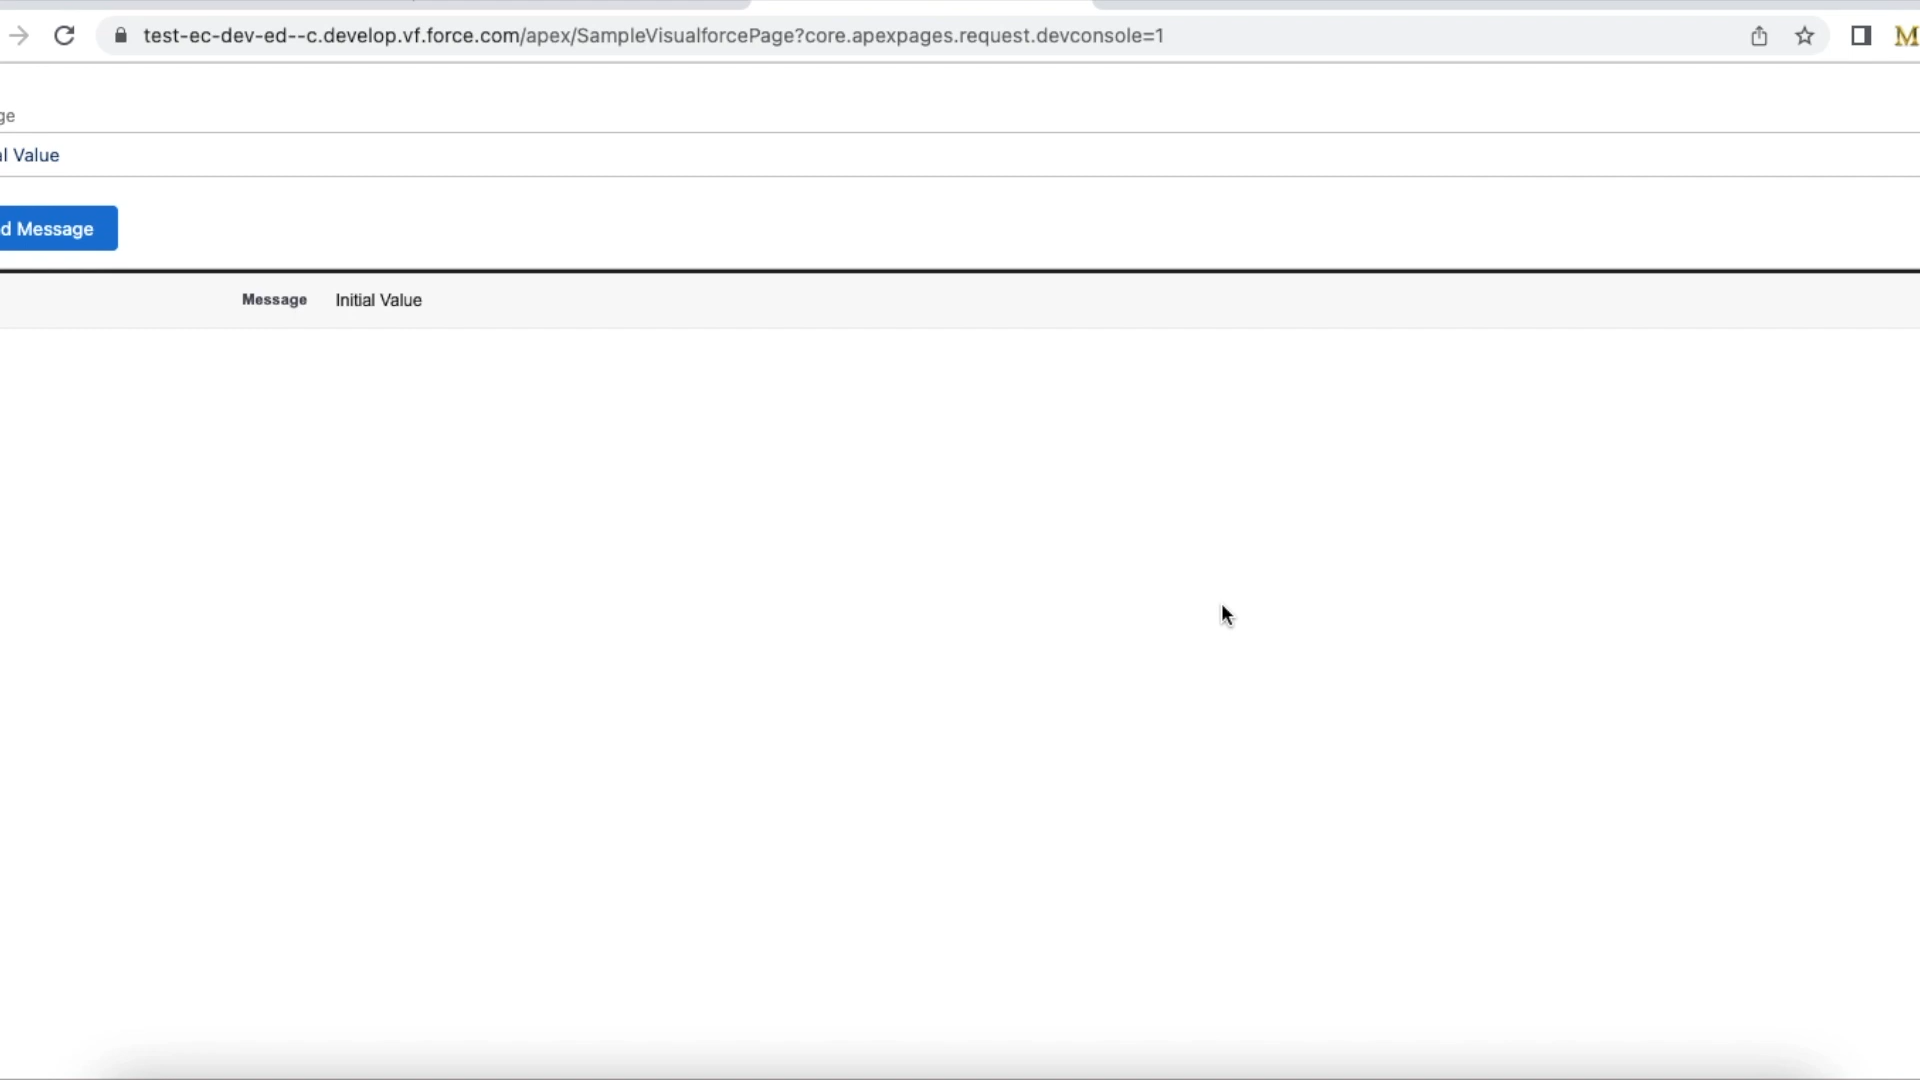 test-ec-dev-ed--c.develop.vf.force.com/apex/SampleVisualforcePage?core.apexpages.request.devconsole=1
M
ge
al Value
d Message
Message Initial Value